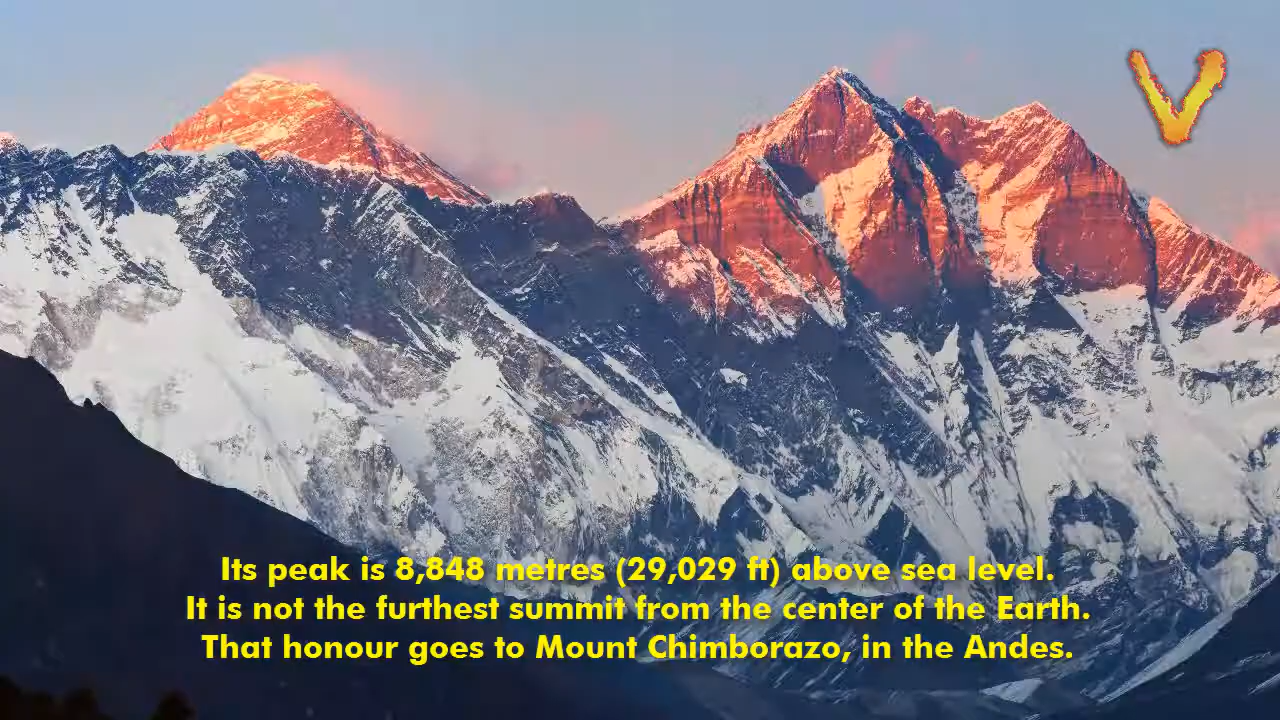 V
Its peak is 8,848 metres (29,029 ft) above sea level.
It is not the furthest summit from the center of the Earth.
That honour goes to Mount Chimborazo, in the Andes.